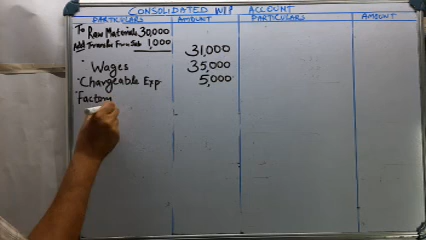 CONSOLIDATED WIP ACCOUNT
PARTICULARS AMOUNT PARTICULARS AMOUNT
To Raw Materials 30,000
Add Transfer From Job 1,000
31,000
" Wages 35,000
" Chargeable Exp 5,000
" Factory